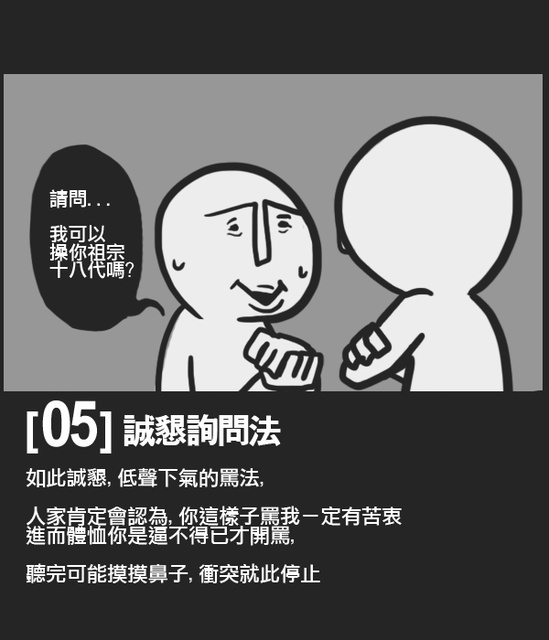 請問...
我可以
操你祖宗
十八代嗎?
[05] 誠懇詢問法
如此誠懇, 低聲下氣的罵法,
人家肯定會認為, 你這樣子罵我一定有苦衷
進而體恤你是逼不得已才開罵,
聽完可能摸摸鼻子, 衝突就此停止